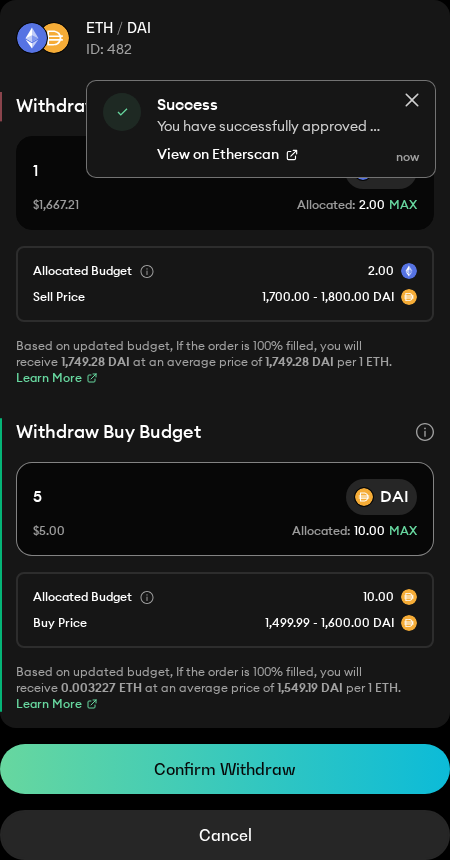 ETH / DAI
ID: 482
Success
You have successfully approved ...
View on Etherscan
now
1
$1,667.21
Allocated: 2.00 MAX
Allocated Budget
2.00
Sell Price
1,700.00 - 1,800.00 DAI
Based on updated budget, If the order is 100% filled, you will
receive 1,749.28 DAI at an average price of 1,749.28 DAI per 1 ETH.
Learn More
Withdraw Buy Budget
5
DAI
$5.00
Allocated: 10.00 MAX
Allocated Budget
10.00
Buy Price
1,499.99 - 1,600.00 DAI
Based on updated budget, If the order is 100% filled, you will
receive 0.003227 ETH at an average price of 1,549.19 DAI per 1 ETH.
Learn More
Confirm Withdraw
Cancel